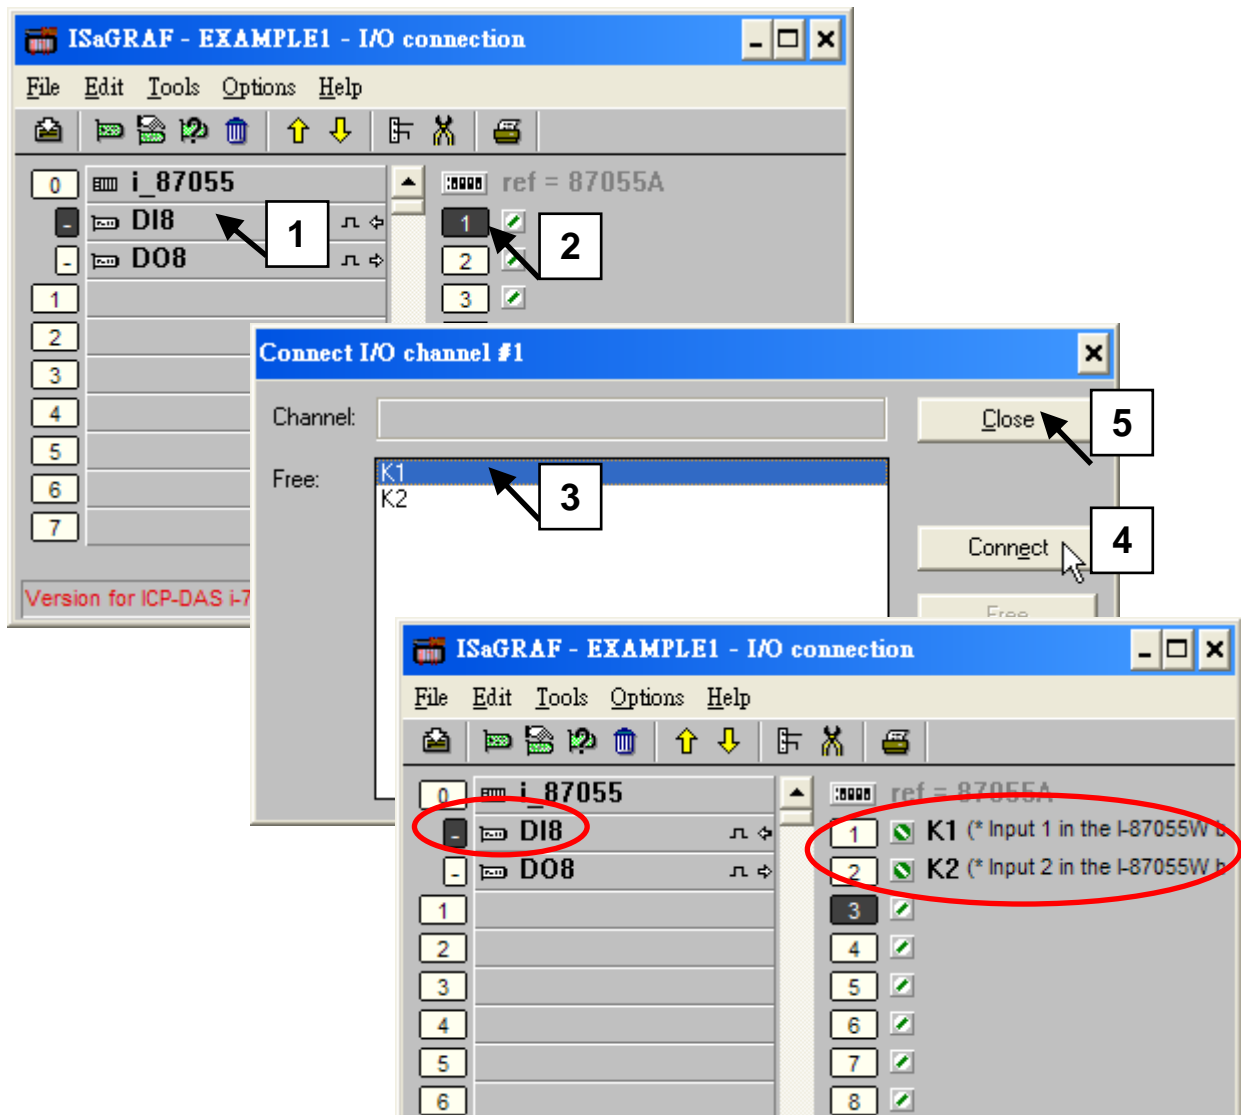 ISaGRAF - EXAMPLE1 - I/O connection
File Edit Tools Options Help
0 i_87055 ref = 87055A
- DI8 1
- DO8 2
1 3
2
3
4
5
6
7
1
2
Version for ICP-DAS i-7
Connect I/O channel #1
Channel:
Close
5
Free:
K1
K2
3
Connect
4
Free
ISaGRAF - EXAMPLE1 - I/O connection
File Edit Tools Options Help
0 i_87055 ref = 87055A
- DI8 1 K1 (* Input 1 in the I-87055W b
- DO8 2 K2 (* Input 2 in the I-87055W b
1 3
2 4
3 5
4 6
5 7
6 8